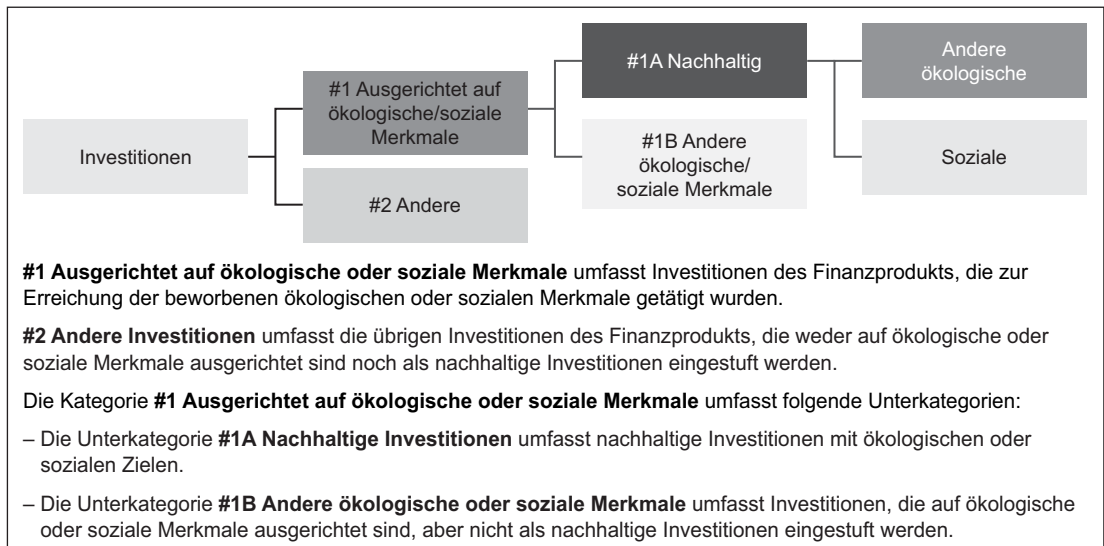 Investitionen
#1 Ausgerichtet auf
ökologische/soziale
Merkmale
#2 Andere
#1A Nachhaltig
#1B Andere
ökologische/
soziale Merkmale
Andere
ökologische
Soziale
#1 Ausgerichtet auf ökologische oder soziale Merkmale umfasst Investitionen des Finanzprodukts, die zur
Erreichung der beworbenen ökologischen oder sozialen Merkmale getätigt wurden.
#2 Andere Investitionen umfasst die übrigen Investitionen des Finanzprodukts, die weder auf ökologische oder
soziale Merkmale ausgerichtet sind noch als nachhaltige Investitionen eingestuft werden.
Die Kategorie #1 Ausgerichtet auf ökologische oder soziale Merkmale umfasst folgende Unterkategorien:
– Die Unterkategorie #1A Nachhaltige Investitionen umfasst nachhaltige Investitionen mit ökologischen oder
sozialen Zielen.
– Die Unterkategorie #1B Andere ökologische oder soziale Merkmale umfasst Investitionen, die auf ökologische
oder soziale Merkmale ausgerichtet sind, aber nicht als nachhaltige Investitionen eingestuft werden.